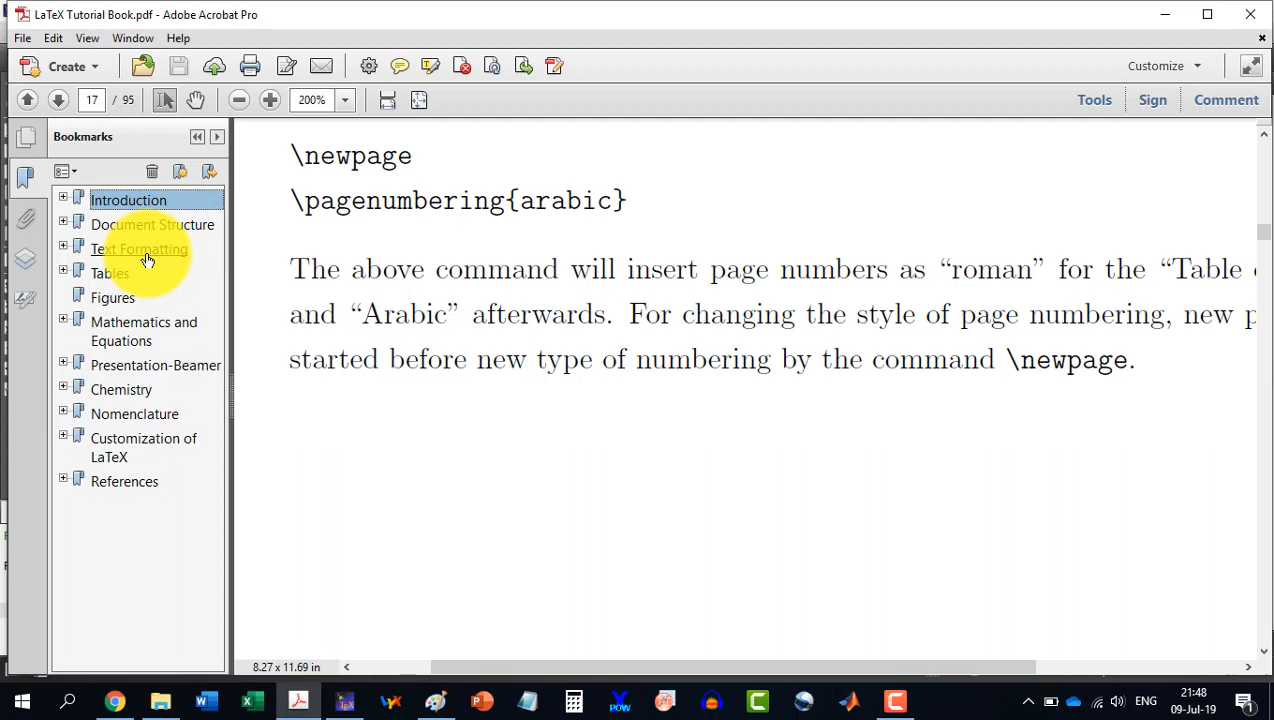 LaTeX Tutorial Book.pdf - Adobe Acrobat Pro
File Edit View Window Help
Create Customize
17 / 95 200% Tools Sign Comment
Bookmarks
Introduction
Document Structure
Text Formatting
Tables
Figures
Mathematics and
Equations
Presentation-Beamer
Chemistry
Nomenclature
Customization of
LaTeX
References
\newpage
\pagenumbering{arabic}
The above command will insert page numbers as “roman” for the “Table
and “Arabic” afterwards. For changing the style of page numbering, new p
started before new type of numbering by the command \newpage.
8.27 x 11.69 in
ENG
21:48
09-Jul-19
1